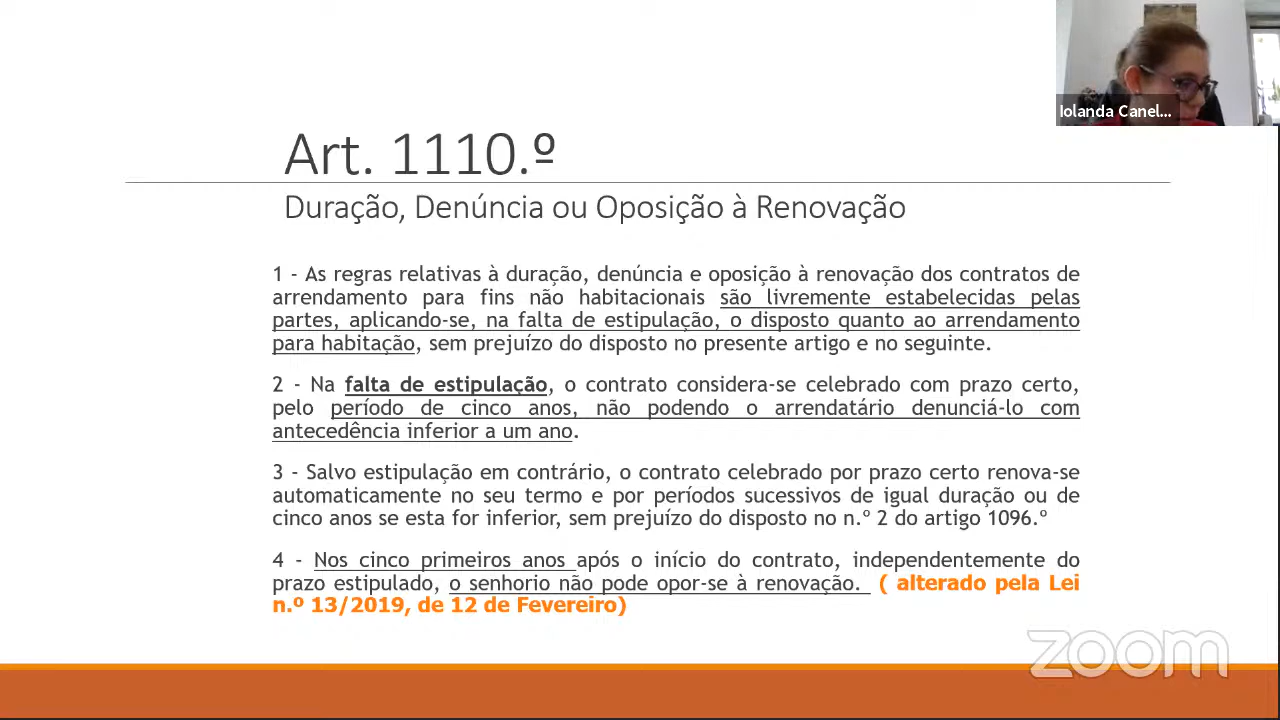 Iolanda Canel...
Art. 1110.º
Duração, Denúncia ou Oposição à Renovação
1 - As regras relativas à duração, denúncia e oposição à renovação dos contratos de
arrendamento para fins não habitacionais são livremente estabelecidas pelas
partes, aplicando-se, na falta de estipulação, o disposto quanto ao arrendamento
para habitação, sem prejuízo do disposto no presente artigo e no seguinte.
2 - Na falta de estipulação, o contrato considera-se celebrado com prazo certo,
pelo período de cinco anos, não podendo o arrendatário denunciá-lo com
antecedência inferior a um ano.
3 - Salvo estipulação em contrário, o contrato celebrado por prazo certo renova-se
automaticamente no seu termo e por períodos sucessivos de igual duração ou de
cinco anos se esta for inferior, sem prejuízo do disposto no n.º 2 do artigo 1096.º
4 - Nos cinco primeiros anos após o início do contrato, independentemente do
prazo estipulado, o senhorio não pode opor-se à renovação. ( alterado pela Lei
n.º 13/2019, de 12 de Fevereiro)
zoom